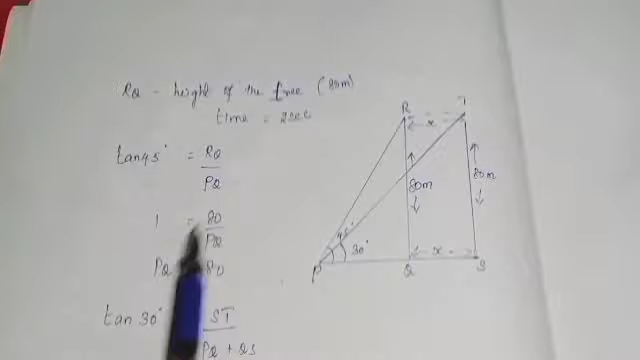 RQ - height of the tree (80m)
time = 2sec
tan45° = RQ
PQ
1 = 80
PQ
PQ 80
tan 30° ST
PQ + QS
R T
x
80m 80m
45°
30°
x
P Q S